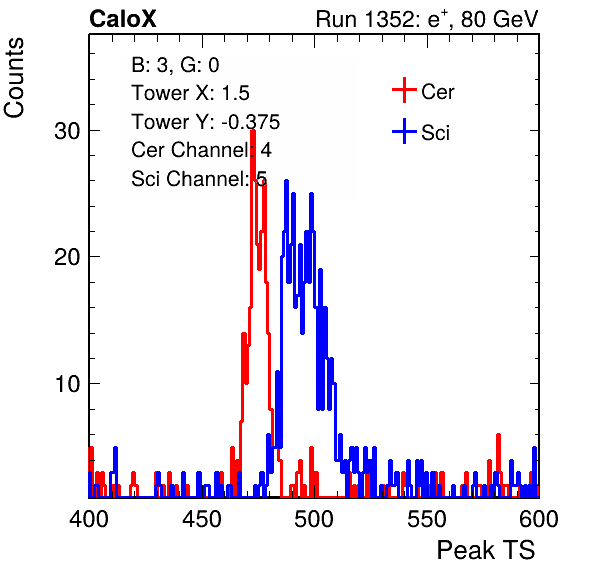 CaloX Run 1352: e+, 80 GeV
Counts
B: 3, G: 0
Tower X: 1.5
Tower Y: -0.375
Cer Channel: 4
Sci Channel: 5
Cer
Sci
30
20
10
400 450 500 550 600
Peak TS